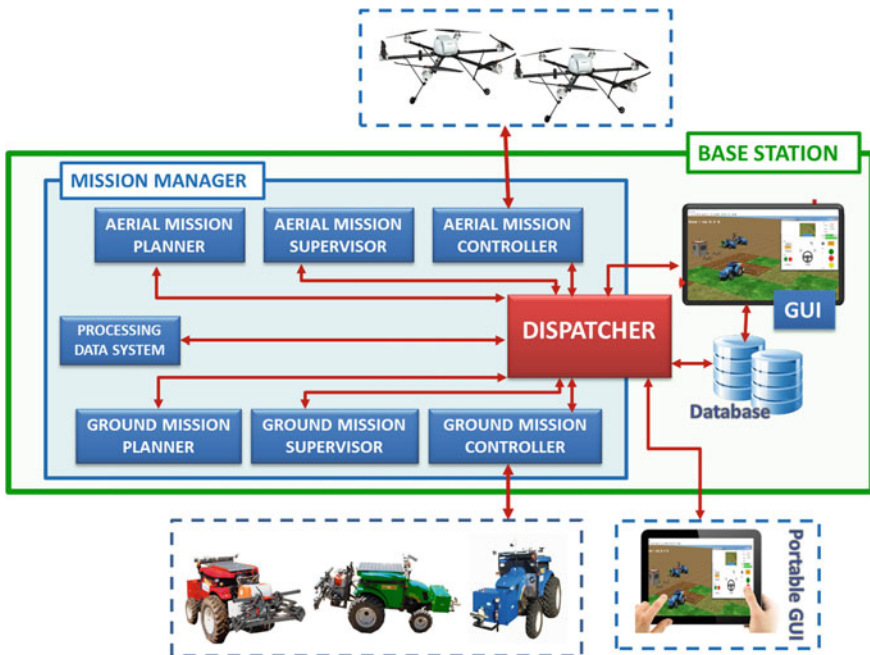 BASE STATION
MISSION MANAGER
AERIAL MISSION
PLANNER
AERIAL MISSION
SUPERVISOR
AERIAL MISSION
CONTROLLER
GUI
PROCESSING
DATA SYSTEM
DISPATCHER
Database
GROUND MISSION
PLANNER
GROUND MISSION
SUPERVISOR
GROUND MISSION
CONTROLLER
Portable GUI